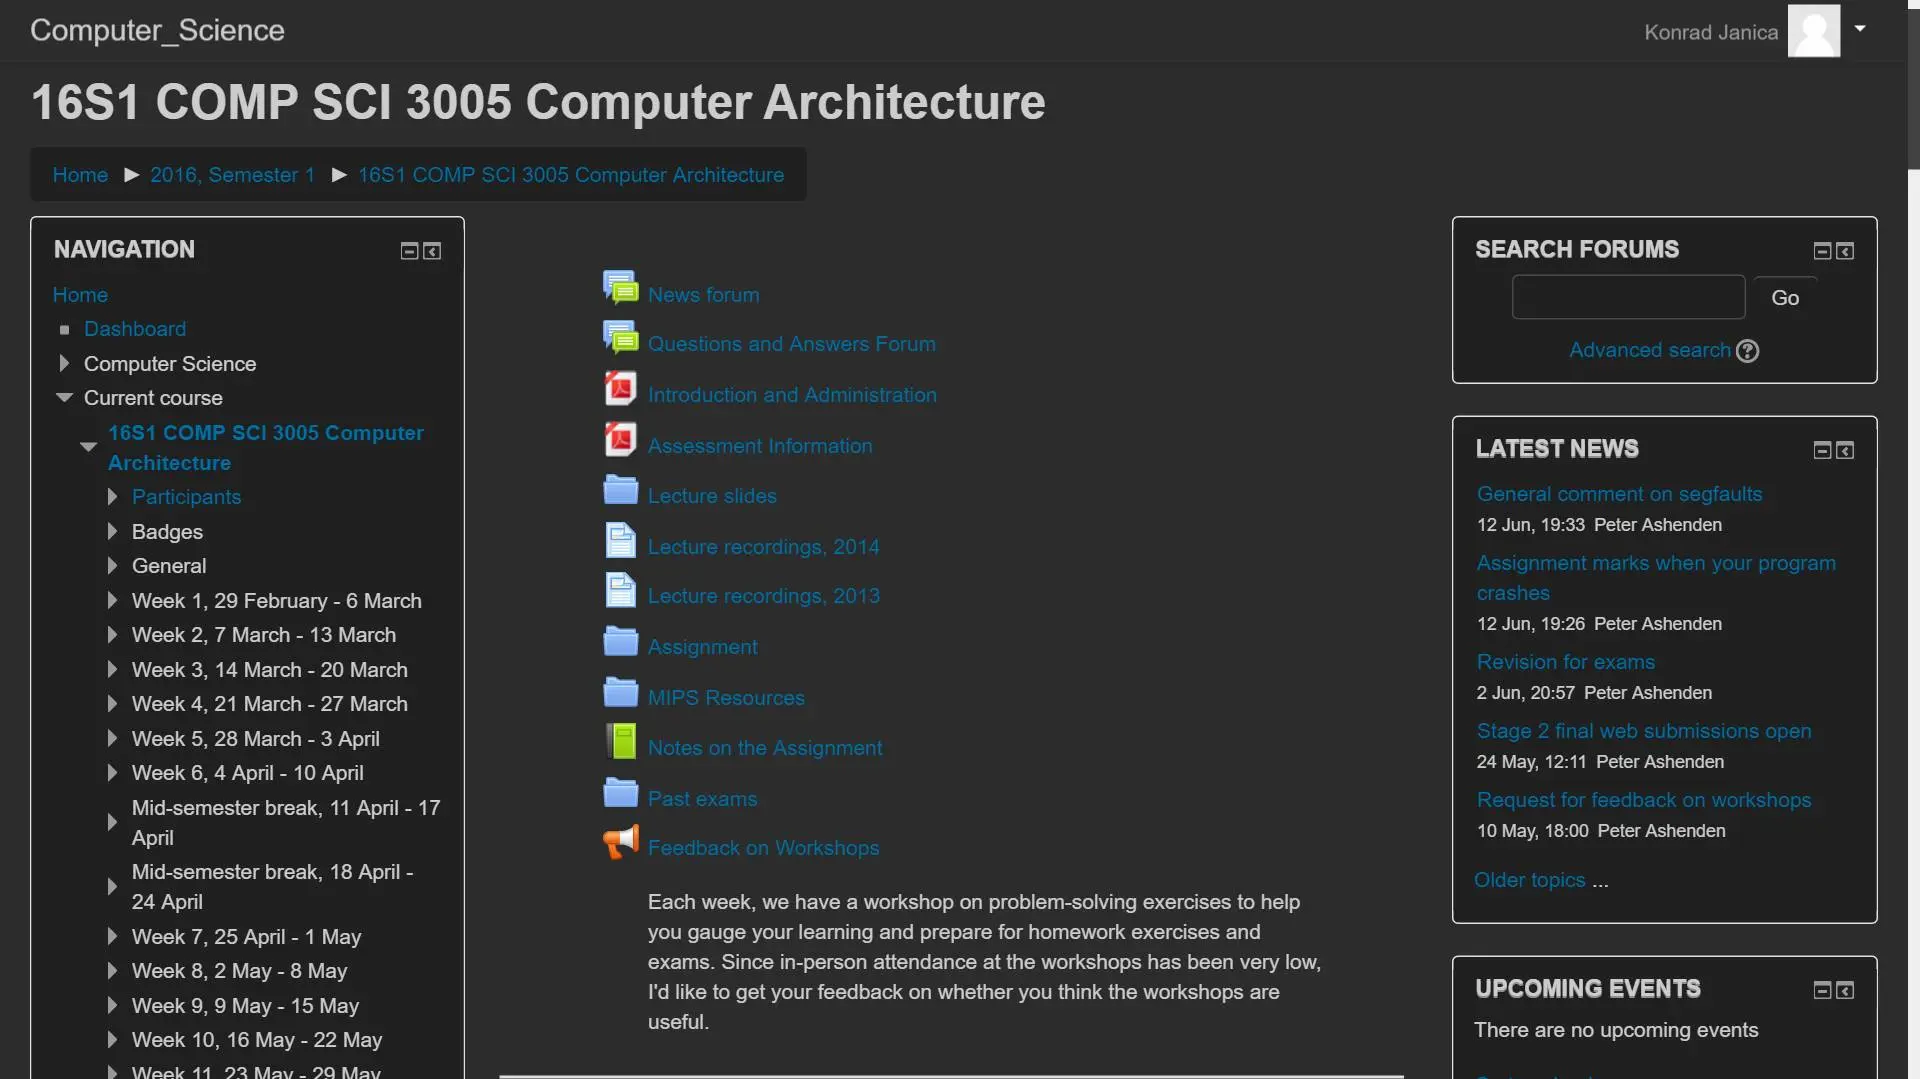 Computer_Science
Konrad Janica
16S1 COMP SCI 3005 Computer Architecture
Home ▶ 2016, Semester 1 ▶ 16S1 COMP SCI 3005 Computer Architecture
NAVIGATION
Home
Dashboard
Computer Science
Current course
16S1 COMP SCI 3005 Computer
Architecture
Participants
Badges
General
Week 1, 29 February - 6 March
Week 2, 7 March - 13 March
Week 3, 14 March - 20 March
Week 4, 21 March - 27 March
Week 5, 28 March - 3 April
Week 6, 4 April - 10 April
Mid-semester break, 11 April - 17
April
Mid-semester break, 18 April -
24 April
Week 7, 25 April - 1 May
Week 8, 2 May - 8 May
Week 9, 9 May - 15 May
Week 10, 16 May - 22 May
Week 11, 23 May - 29 May
News forum
Questions and Answers Forum
Introduction and Administration
Assessment Information
Lecture slides
Lecture recordings, 2014
Lecture recordings, 2013
Assignment
MIPS Resources
Notes on the Assignment
Past exams
Feedback on Workshops
Each week, we have a workshop on problem-solving exercises to help
you gauge your learning and prepare for homework exercises and
exams. Since in-person attendance at the workshops has been very low,
I'd like to get your feedback on whether you think the workshops are
useful.
SEARCH FORUMS
Go
Advanced search
LATEST NEWS
General comment on segfaults
12 Jun, 19:33 Peter Ashenden
Assignment marks when your program
crashes
12 Jun, 19:26 Peter Ashenden
Revision for exams
2 Jun, 20:57 Peter Ashenden
Stage 2 final web submissions open
24 May, 12:11 Peter Ashenden
Request for feedback on workshops
10 May, 18:00 Peter Ashenden
Older topics ...
UPCOMING EVENTS
There are no upcoming events